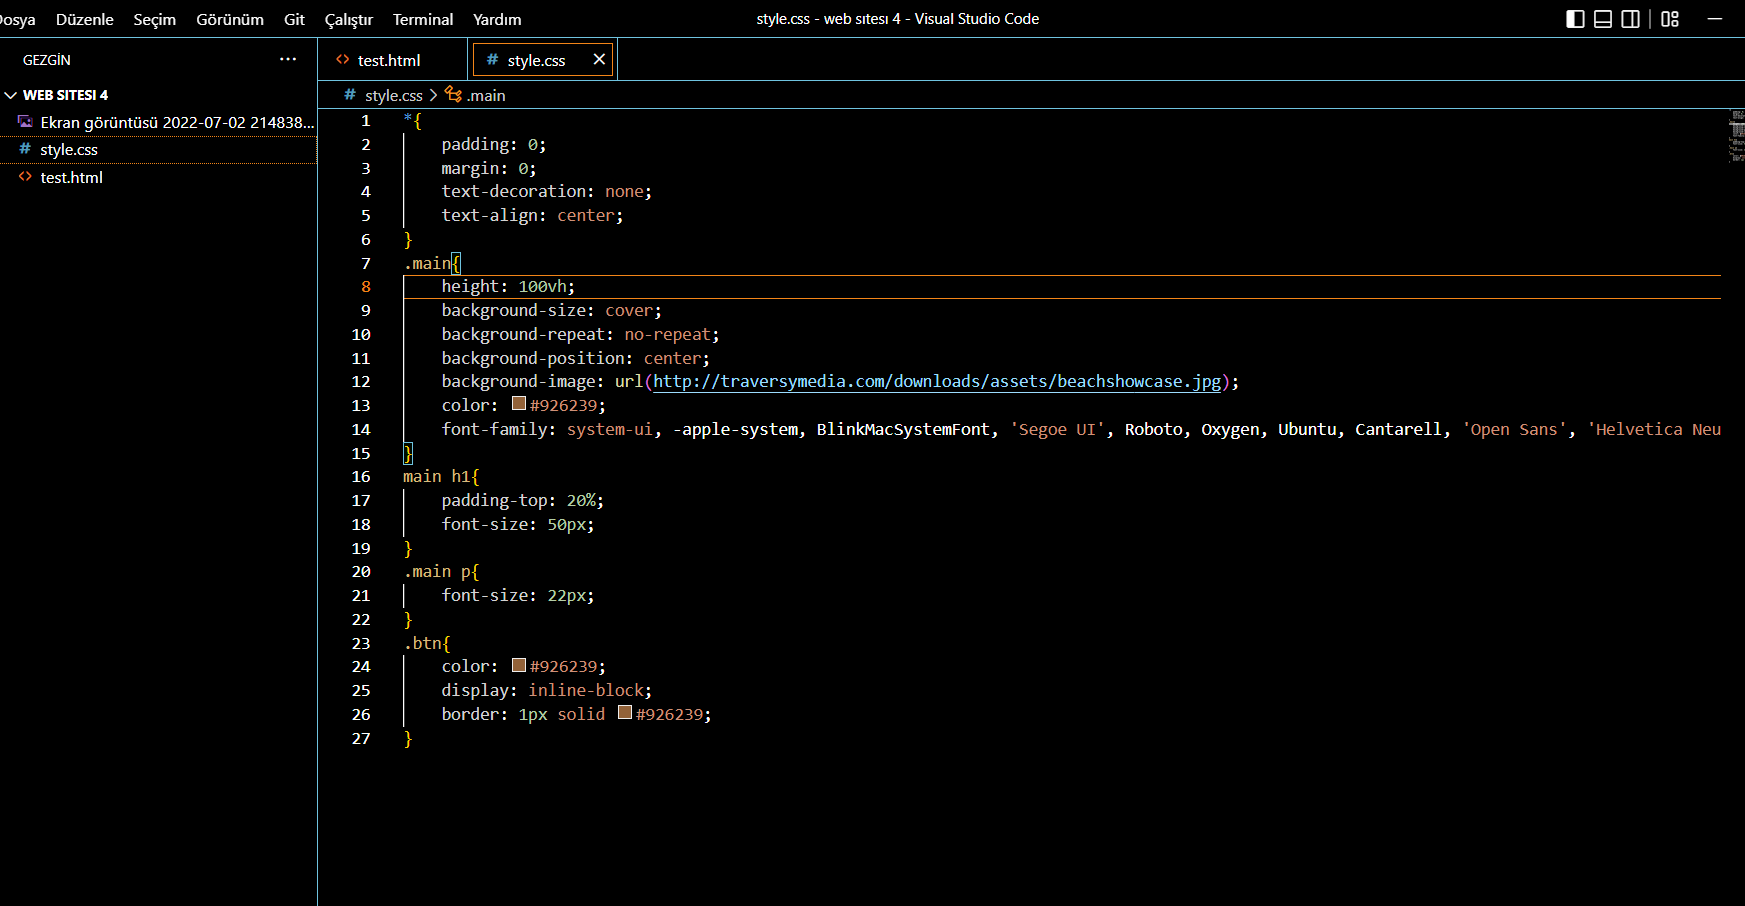 Düzenle Seçim Görünüm Git Çalıştır Terminal Yardım
style.css - web sıtesı 4 - Visual Studio Code
GEZGİN ...
test.html
# style.css
WEB SITESI 4
# style.css > .main
Ekran görüntüsü 2022-07-02 214838...
# style.css
test.html
1 *{
2 padding: 0;
3 margin: 0;
4 text-decoration: none;
5 text-align: center;
6 }
7 .main{
8 height: 100vh;
9 background-size: cover;
10 background-repeat: no-repeat;
11 background-position: center;
12 background-image: url(http://traversymedia.com/downloads/assets/beachshowcase.jpg);
13 color: #926239;
14 font-family: system-ui, -apple-system, BlinkMacSystemFont, 'Segoe UI', Roboto, Oxygen, Ubuntu, Cantarell, 'Open Sans', 'Helvetica Neu
15 }
16 main h1{
17 padding-top: 20%;
18 font-size: 50px;
19 }
20 .main p{
21 font-size: 22px;
22 }
23 .btn{
24 color: #926239;
25 display: inline-block;
26 border: 1px solid #926239;
27 }